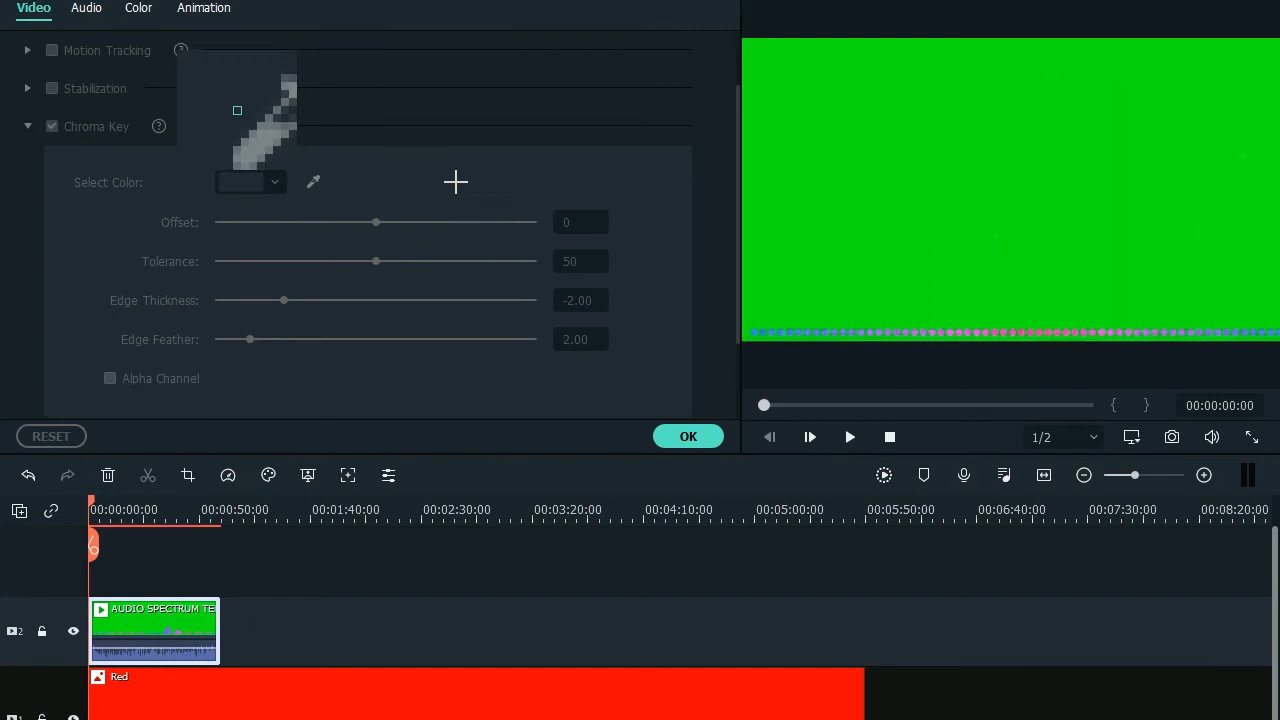 Video Audio Color Animation
Motion Tracking ?
Stabilization
Chroma Key ?
Select Color:
Offset: 0
Tolerance: 50
Edge Thickness: -2.00
Edge Feather: 2.00
Alpha Channel
RESET OK
{ } 00:00:00:00
1/2
00:00:00:00 00:00:50:00 00:01:40:00 00:02:30:00 00:03:20:00 00:04:10:00 00:05:00:00 00:05:50:00 00:06:40:00 00:07:30:00 00:08:20:00
AUDIO SPECTRUM TE
2
Red
1